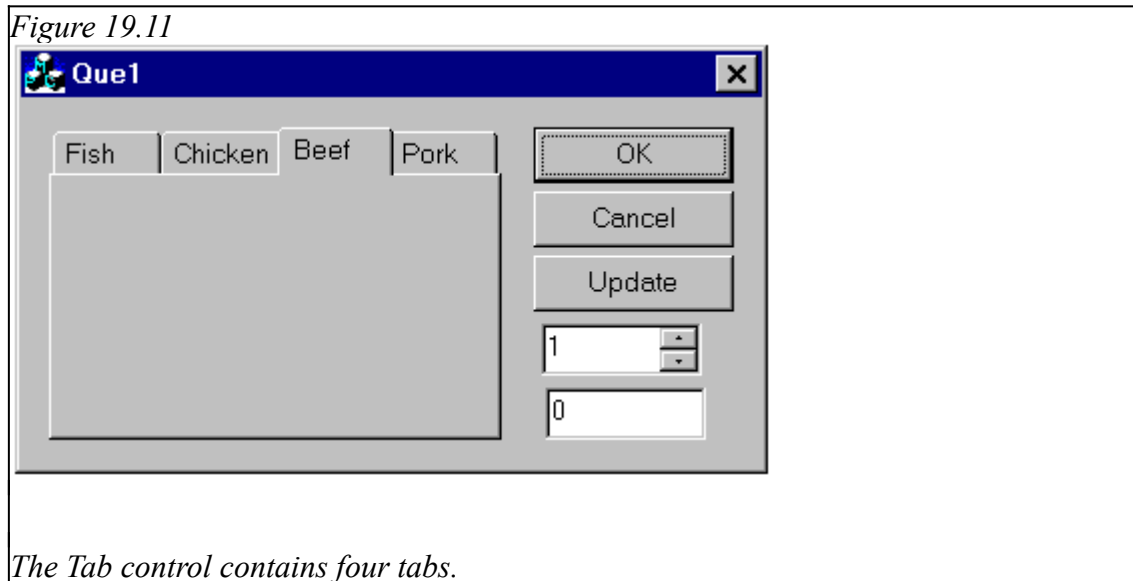 Figure 19.11
Que1
Fish Chicken Beef Pork
OK
Cancel
Update
1
0
The Tab control contains four tabs.